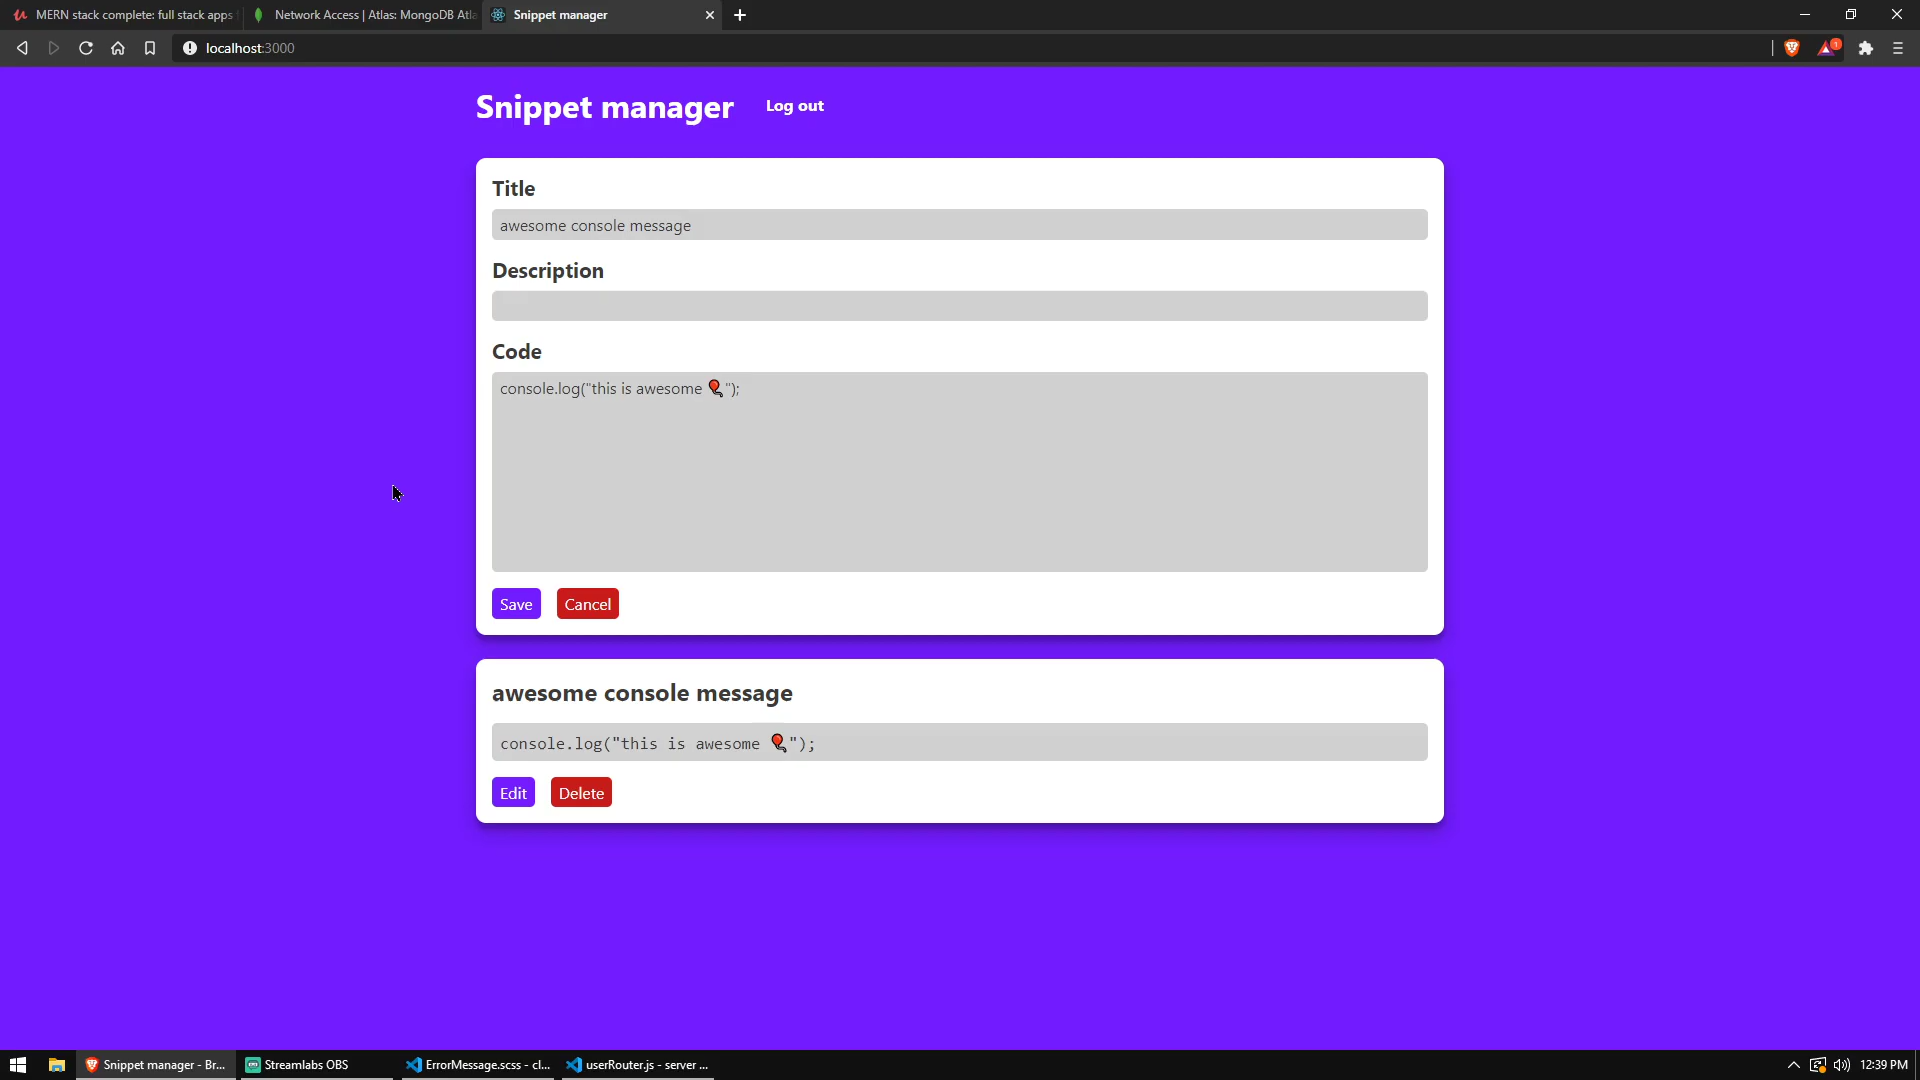 MERN stack complete: full stack apps
Network Access | Atlas: MongoDB Atla
Snippet manager
localhost:3000
1
Snippet manager
Log out
Title
awesome console message
Description
Code
console.log("this is awesome 🎈");
Save
Cancel
awesome console message
console.log("this is awesome 🎈");
Edit
Delete
Snippet manager - Br...
Streamlabs OBS
ErrorMessage.scss - cl...
userRouter.js - server ...
12:39 PM